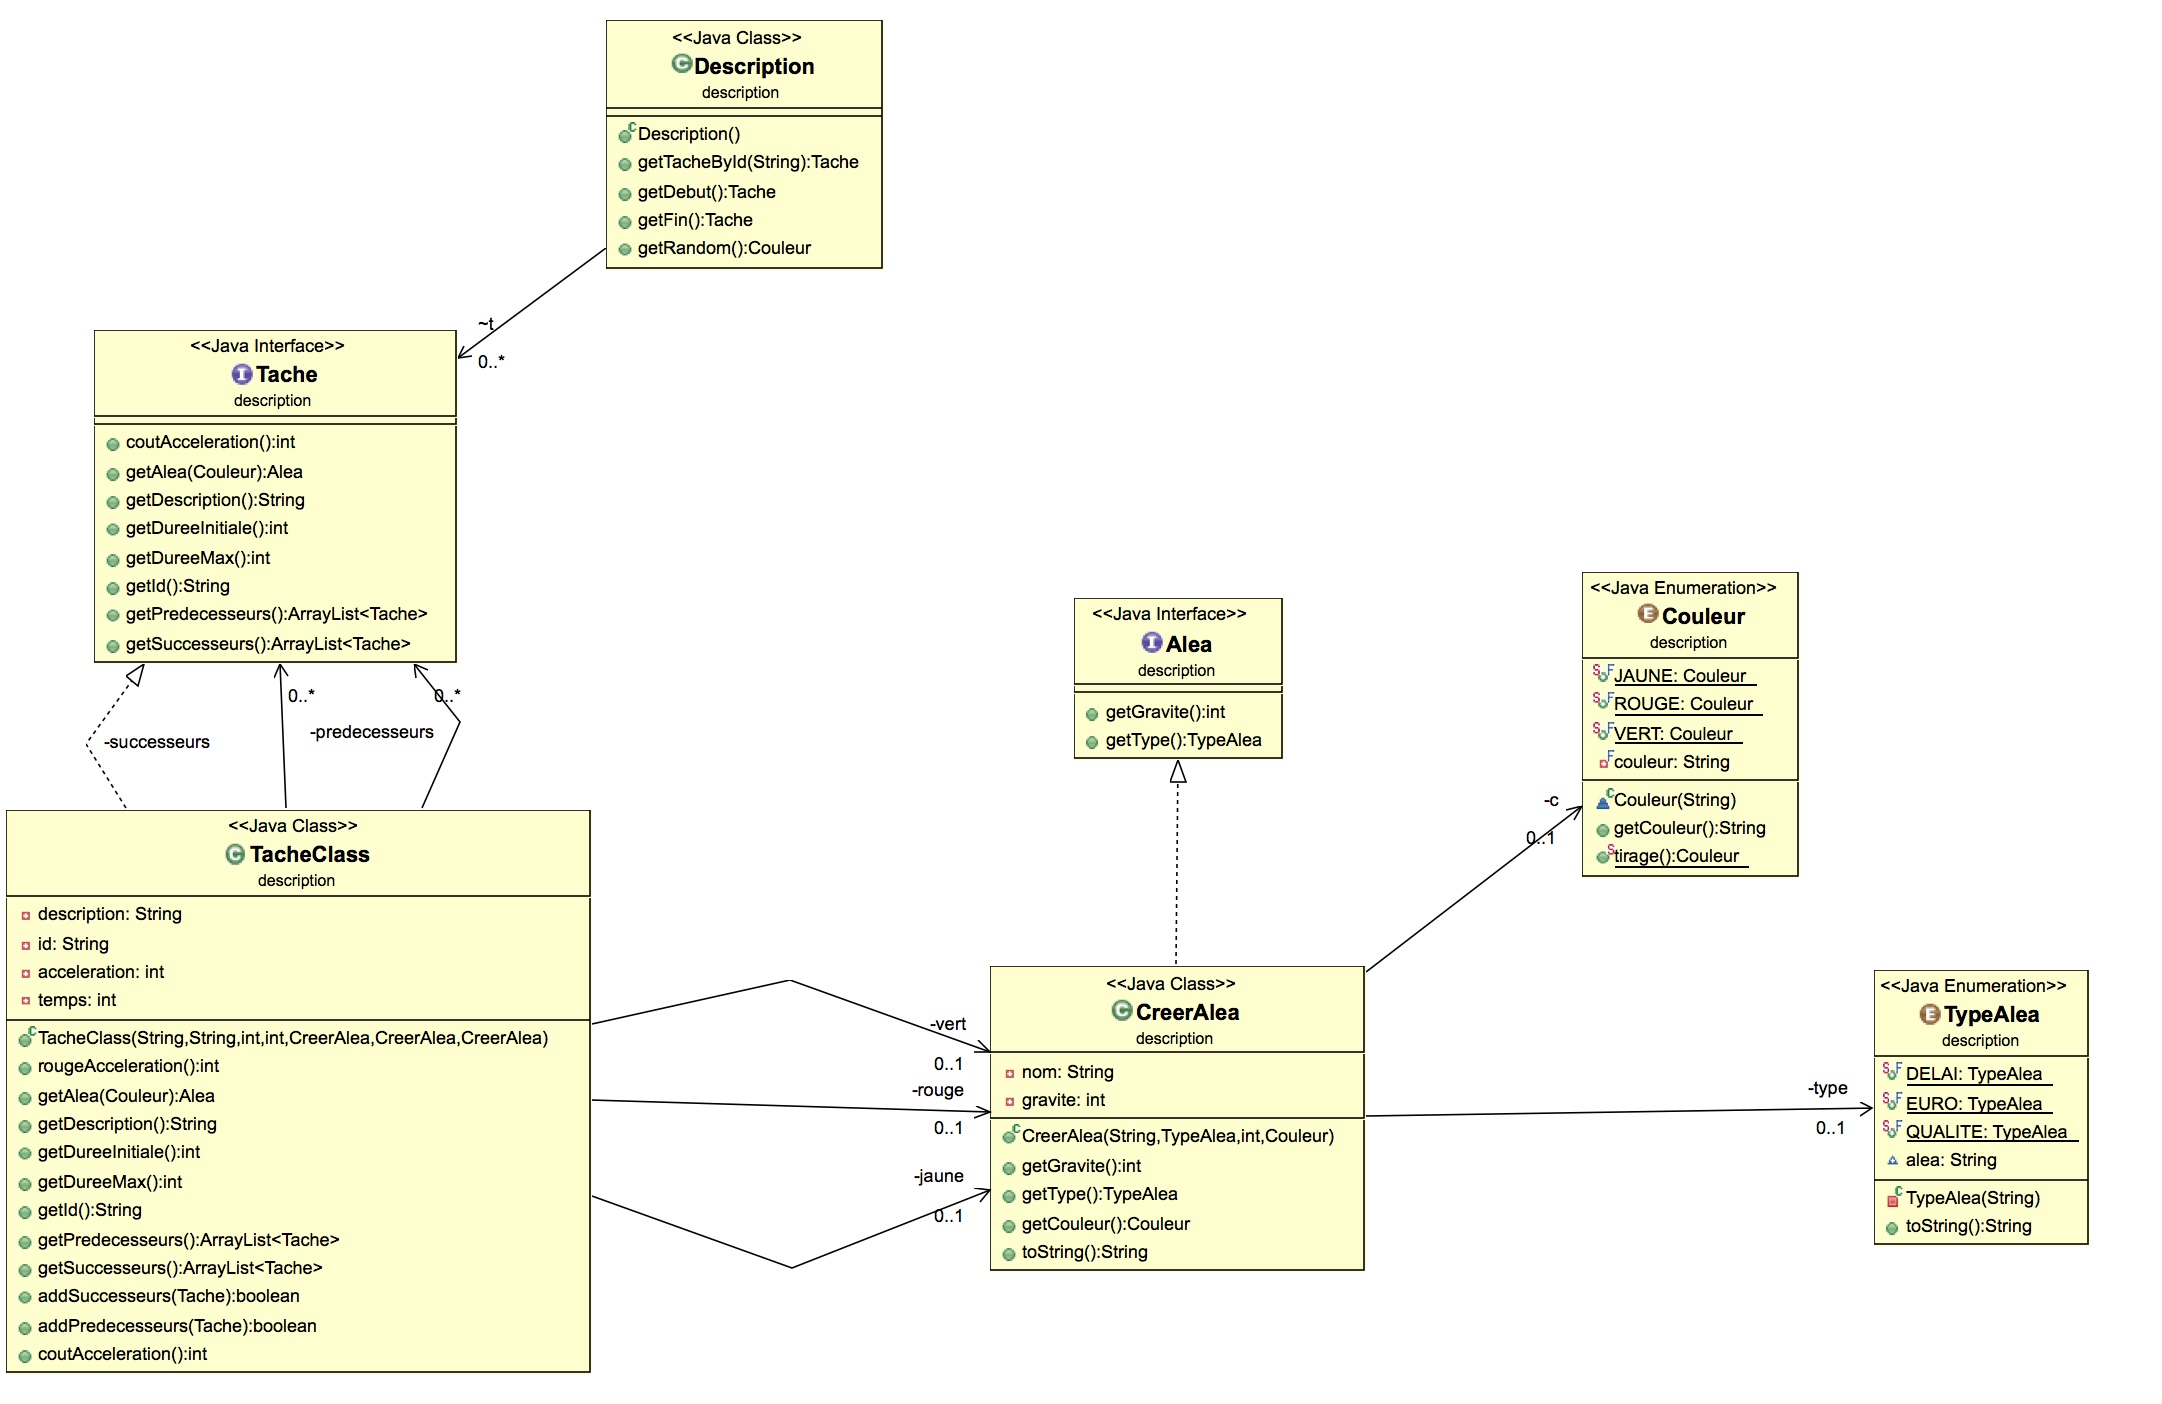 <<Java Class>>
Description
description
Description()
getTacheById(String):Tache
getDebut():Tache
getFin():Tache
getRandom():Couleur
~t
0..*
<<Java Interface>>
Tache
description
coutAcceleration():int
getAlea(Couleur):Alea
getDescription():String
getDureeInitiale():int
getDureeMax():int
getId():String
getPredecesseurs():ArrayList<Tache>
getSuccesseurs():ArrayList<Tache>
0..*
0..*
-successeurs
-predecesseurs
<<Java Class>>
TacheClass
description
description: String
id: String
acceleration: int
temps: int
TacheClass(String,String,int,int,CreerAlea,CreerAlea,CreerAlea)
rougeAcceleration():int
getAlea(Couleur):Alea
getDescription():String
getDureeInitiale():int
getDureeMax():int
getId():String
getPredecesseurs():ArrayList<Tache>
getSuccesseurs():ArrayList<Tache>
addSuccesseurs(Tache):boolean
addPredecesseurs(Tache):boolean
coutAcceleration():int
-vert
0..1
-rouge
0..1
-jaune
0..1
<<Java Interface>>
Alea
description
getGravite():int
getType():TypeAlea
<<Java Class>>
CreerAlea
description
nom: String
gravite: int
CreerAlea(String,TypeAlea,int,Couleur)
getGravite():int
getType():TypeAlea
getCouleur():Couleur
toString():String
-c
0..1
<<Java Enumeration>>
Couleur
description
JAUNE: Couleur
ROUGE: Couleur
VERT: Couleur
couleur: String
Couleur(String)
getCouleur():String
tirage():Couleur
-type
0..1
<<Java Enumeration>>
TypeAlea
description
DELAI: TypeAlea
EURO: TypeAlea
QUALITE: TypeAlea
alea: String
TypeAlea(String)
toString():String